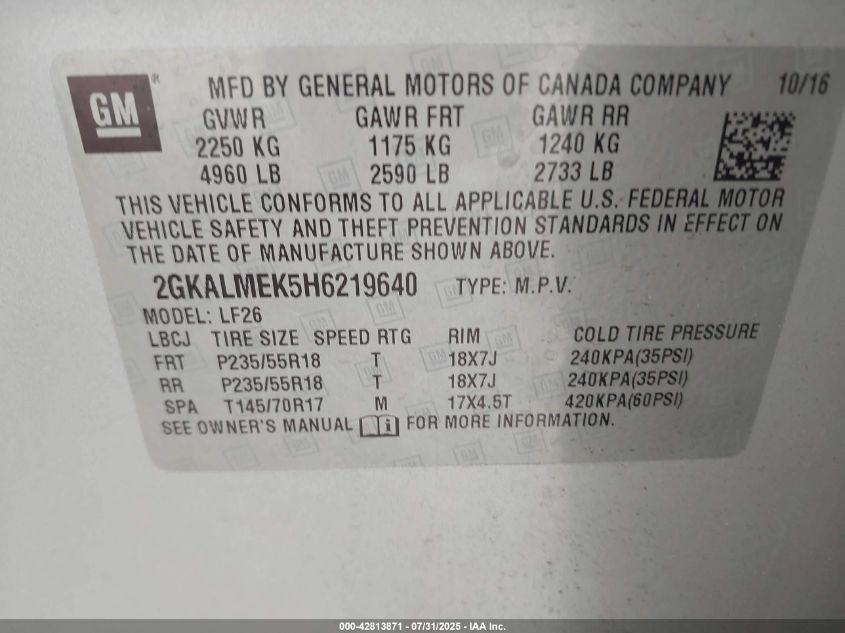 GM ® MFD BY GENERAL MOTORS OF CANADA COMPANY 10/16
GVWR GAWR FRT GAWR RR
2250 KG 1175 KG 1240 KG
4960 LB 2590 LB 2733 LB
THIS VEHICLE CONFORMS TO ALL APPLICABLE U.S. FEDERAL MOTOR
VEHICLE SAFETY AND THEFT PREVENTION STANDARDS IN EFFECT ON
THE DATE OF MANUFACTURE SHOWN ABOVE.
2GKALMEK5H6219640 TYPE: M.P.V.
MODEL: LF26
LBCJ TIRE SIZE SPEED RTG RIM COLD TIRE PRESSURE
FRT P235/55R18 T 18X7J 240KPA(35PSI)
RR P235/55R18 T 18X7J 240KPA(35PSI)
SPA T145/70R17 M 17X4.5T 420KPA(60PSI)
SEE OWNER'S MANUAL i FOR MORE INFORMATION.
000-42813871 - 07/31/2025 - IAA Inc.